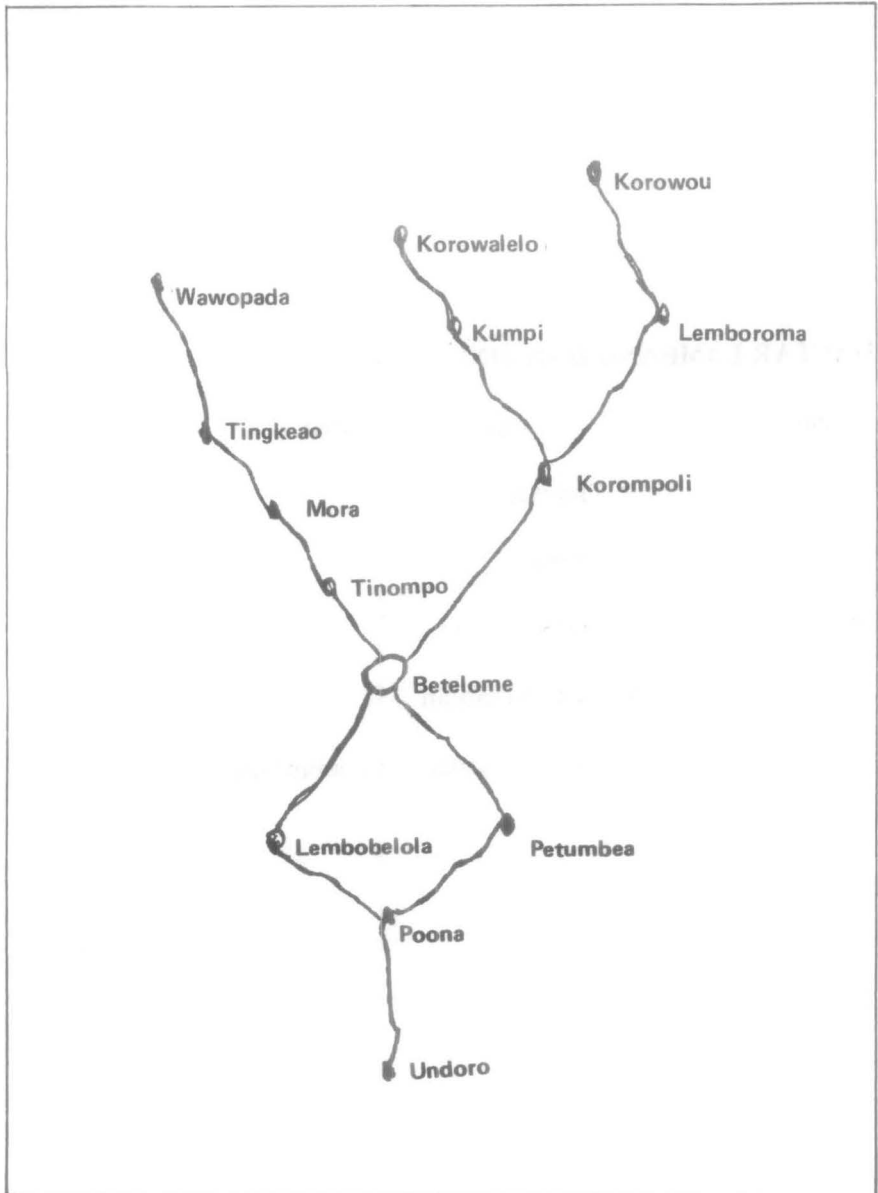 Korowou
Korowalelo
Wawopada
Kumpi
Lemboroma
Tingkeao
Korompoli
Mora
Tinompo
Betelome
Lembobelola
Petumbea
Poona
Undoro